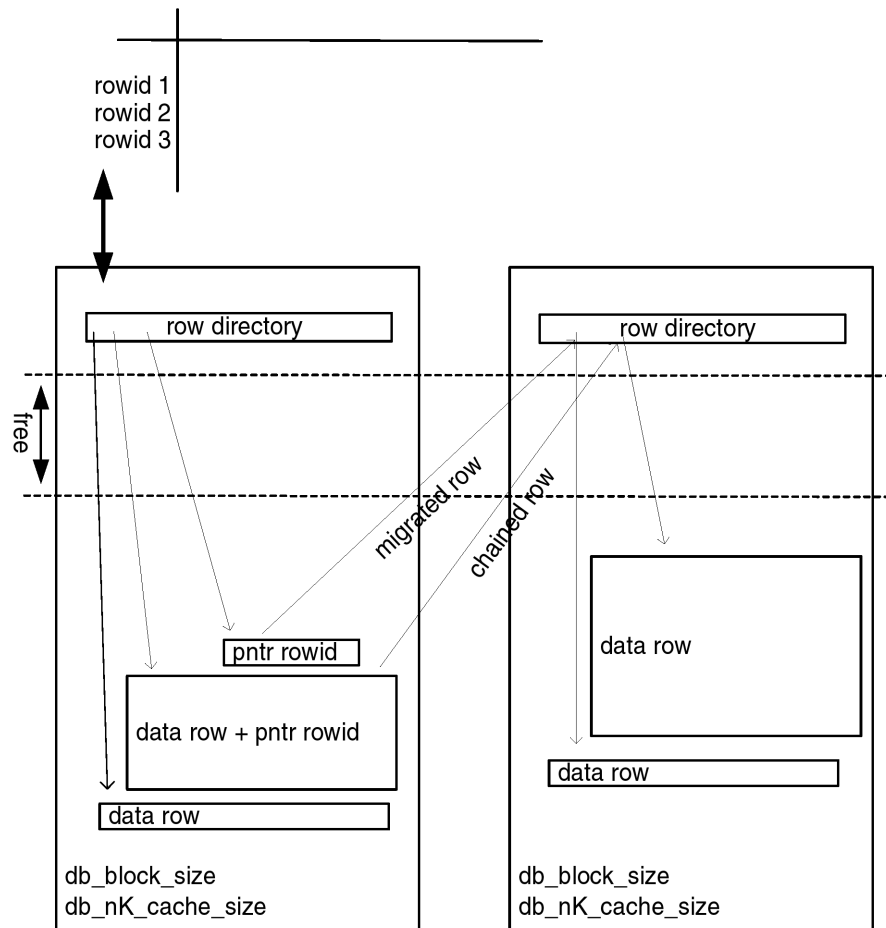 rowid 1
rowid 2
rowid 3
row directory
row directory
free
migrated row
chained row
pntr rowid
data row
data row + pntr rowid
data row
data row
db_block_size
db_nK_cache_size
db_block_size
db_nK_cache_size